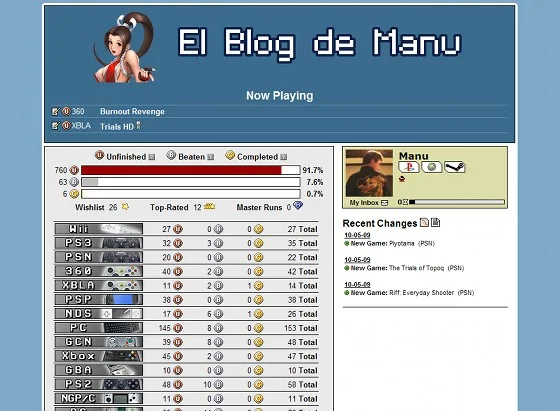 El Blog de Manu
Now Playing
360 Burnout Revenge
XBLA Trials HD
Unfinished Beaten Completed
760 91.7%
63 7.6%
6 0.7%
Wishlist 26 Top-Rated 12 Master Runs 0
Wii 27 0 0 27 Total
PS3 32 3 0 35 Total
PSN 20 2 0 22 Total
360 40 2 0 42 Total
XBLA 11 2 1 14 Total
PSP 38 0 0 38 Total
NDS 17 6 1 26 Total
PC 145 8 0 153 Total
GCN 39 8 0 48 Total
Xbox 45 2 0 47 Total
GBA 10 0 0 10 Total
PS2 48 10 0 58 Total
NGP/C 11 0 0 11 Total
Manu
My Inbox 0
Recent Changes
10-05-09
New Game: Piyotama (PSN)
10-05-09
New Game: The Trials of Topoq (PSN)
10-05-09
New Game: Riff: Everyday Shooter (PSN)